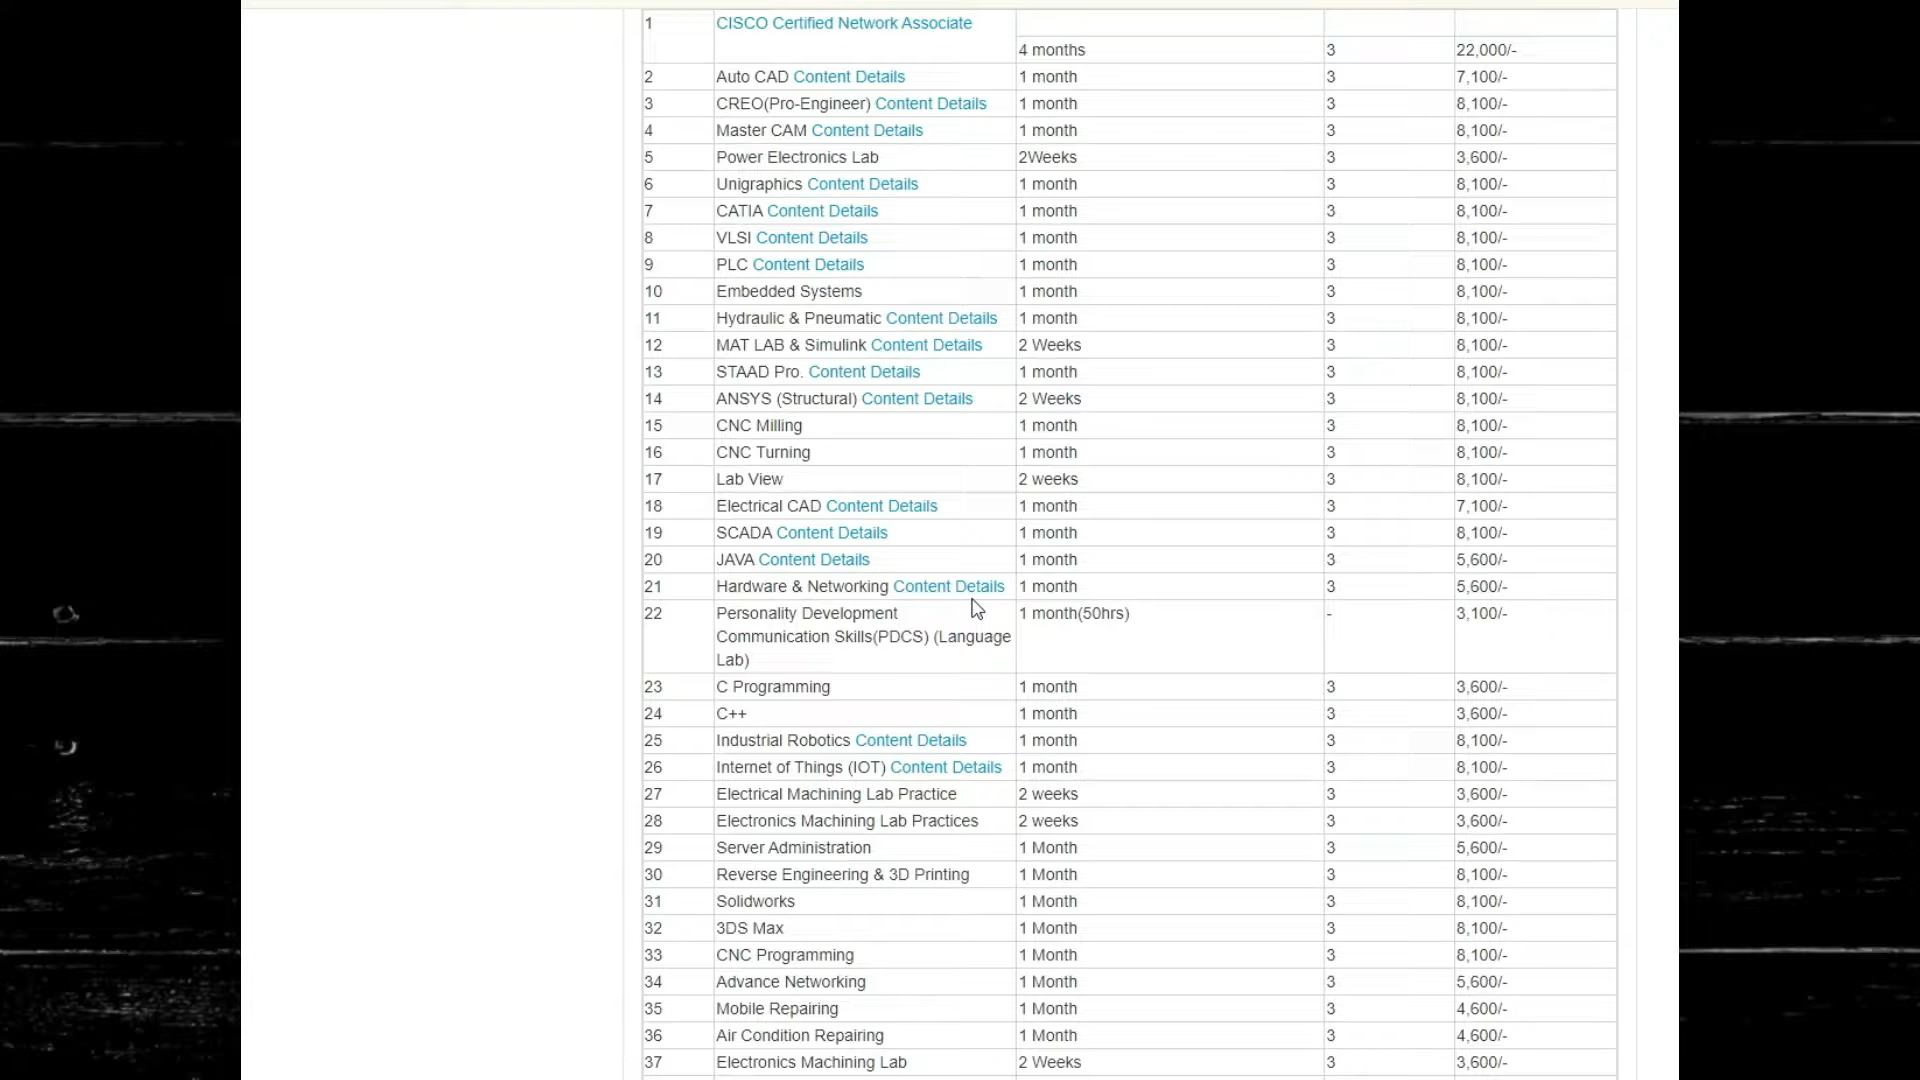 1 CISCO Certified Network Associate
4 months 3 22,000/-
2 Auto CAD Content Details 1 month 3 7,100/-
3 CREO(Pro-Engineer) Content Details 1 month 3 8,100/-
4 Master CAM Content Details 1 month 3 8,100/-
5 Power Electronics Lab 2Weeks 3 3,600/-
6 Unigraphics Content Details 1 month 3 8,100/-
7 CATIA Content Details 1 month 3 8,100/-
8 VLSI Content Details 1 month 3 8,100/-
9 PLC Content Details 1 month 3 8,100/-
10 Embedded Systems 1 month 3 8,100/-
11 Hydraulic & Pneumatic Content Details 1 month 3 8,100/-
12 MAT LAB & Simulink Content Details 2 Weeks 3 8,100/-
13 STAAD Pro. Content Details 1 month 3 8,100/-
14 ANSYS (Structural) Content Details 2 Weeks 3 8,100/-
15 CNC Milling 1 month 3 8,100/-
16 CNC Turning 1 month 3 8,100/-
17 Lab View 2 weeks 3 8,100/-
18 Electrical CAD Content Details 1 month 3 7,100/-
19 SCADA Content Details 1 month 3 8,100/-
20 JAVA Content Details 1 month 3 5,600/-
21 Hardware & Networking Content Details 1 month 3 5,600/-
22 Personality Development 1 month(50hrs) - 3,100/-
Communication Skills(PDCS) (Language
Lab)
23 C Programming 1 month 3 3,600/-
24 C++ 1 month 3 3,600/-
25 Industrial Robotics Content Details 1 month 3 8,100/-
26 Internet of Things (IOT) Content Details 1 month 3 8,100/-
27 Electrical Machining Lab Practice 2 weeks 3 3,600/-
28 Electronics Machining Lab Practices 2 weeks 3 3,600/-
29 Server Administration 1 Month 3 5,600/-
30 Reverse Engineering & 3D Printing 1 Month 3 8,100/-
31 Solidworks 1 Month 3 8,100/-
32 3DS Max 1 Month 3 8,100/-
33 CNC Programming 1 Month 3 8,100/-
34 Advance Networking 1 Month 3 5,600/-
35 Mobile Repairing 1 Month 3 4,600/-
36 Air Condition Repairing 1 Month 3 4,600/-
37 Electronics Machining Lab 2 Weeks 3 3,600/-